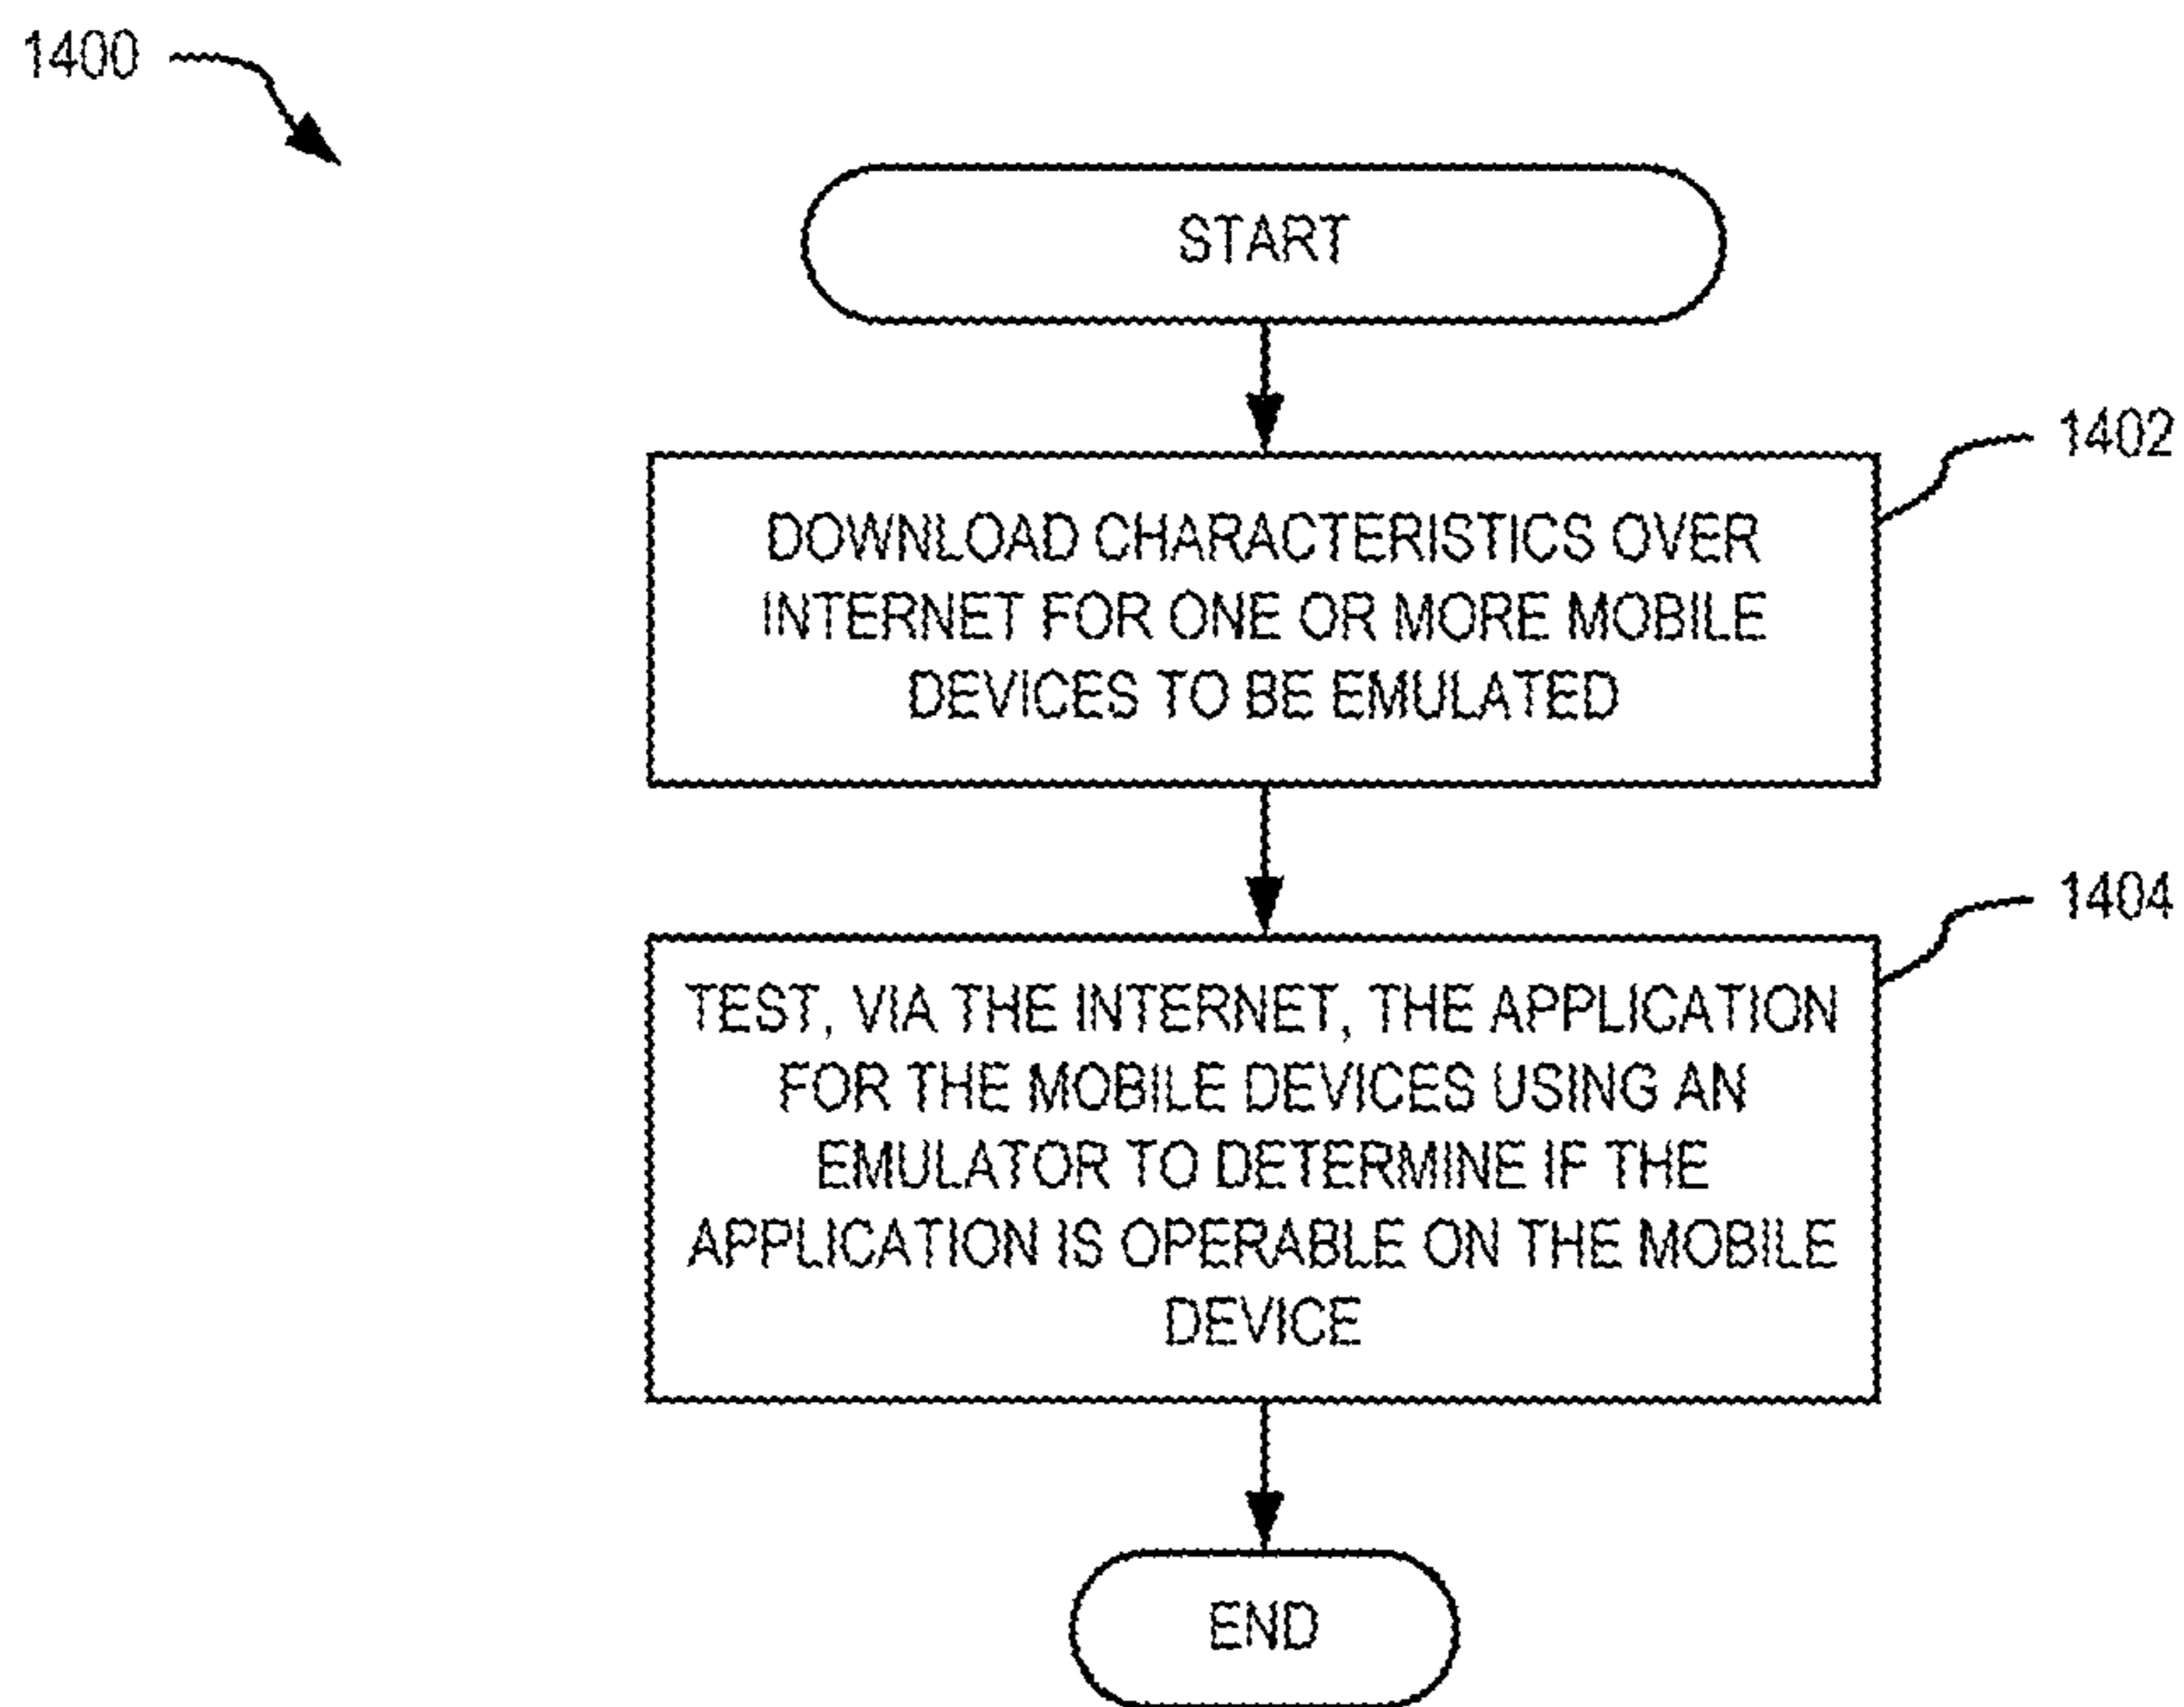 1400
START
1402
DOWNLOAD CHARACTERISTICS OVER
INTERNET FOR ONE OR MORE MOBILE
DEVICES TO BE EMULATED
1404
TEST, VIA THE INTERNET, THE APPLICATION
FOR THE MOBILE DEVICES USING AN
EMULATOR TO DETERMINE IF THE
APPLICATION IS OPERABLE ON THE MOBILE
DEVICE
END